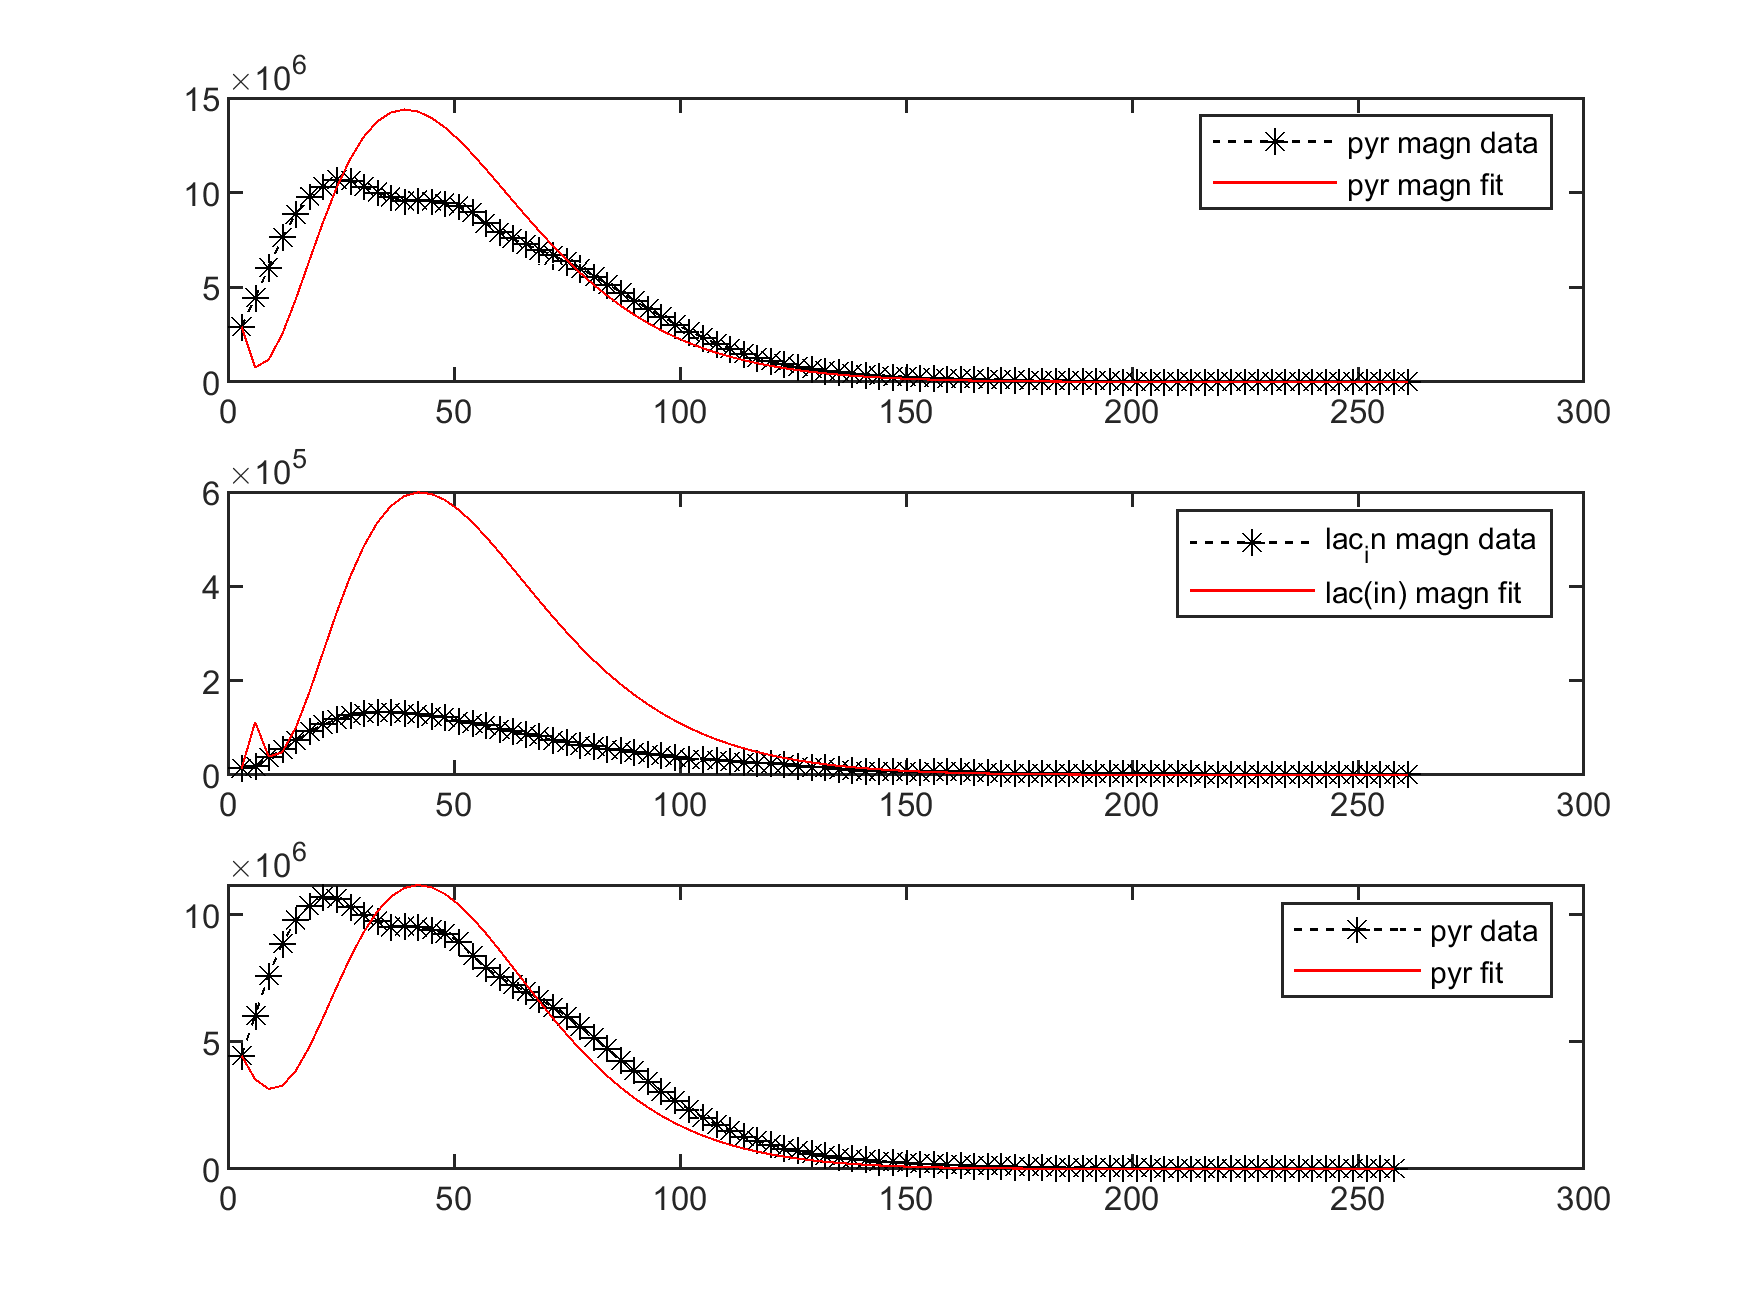 ×10^6
15
10
5
0
0 50 100 150 200 250 300
pyr magn data
pyr magn fit
×10^5
6
4
2
0
0 50 100 150 200 250 300
lac_in magn data
lac(in) magn fit
×10^6
10
5
0
0 50 100 150 200 250 300
pyr data
pyr fit